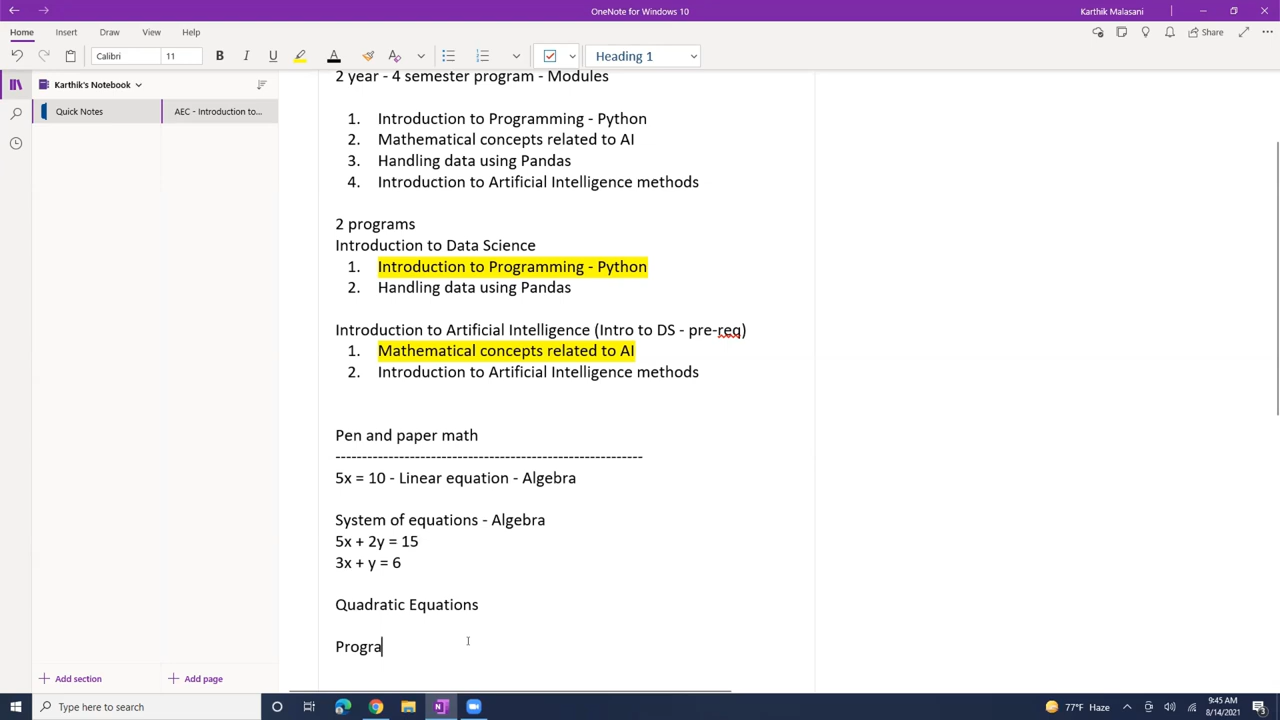 OneNote for Windows 10
Karthik Malasani
Home Insert Draw View Help
Share
Calibri 11 B I U A Heading 1
Karthik's Notebook
Quick Notes
AEC - Introduction to...
2 year - 4 semester program - Modules
1. Introduction to Programming - Python
2. Mathematical concepts related to AI
3. Handling data using Pandas
4. Introduction to Artificial Intelligence methods
2 programs
Introduction to Data Science
1. Introduction to Programming - Python
2. Handling data using Pandas
Introduction to Artificial Intelligence (Intro to DS - pre-req)
1. Mathematical concepts related to AI
2. Introduction to Artificial Intelligence methods
Pen and paper math
----------------------------------------------------------
5x = 10 - Linear equation - Algebra
System of equations - Algebra
5x + 2y = 15
3x + y = 6
Quadratic Equations
Progra
Add section
Add page
Type here to search
77°F Haze
9:45 AM
8/14/2021
3